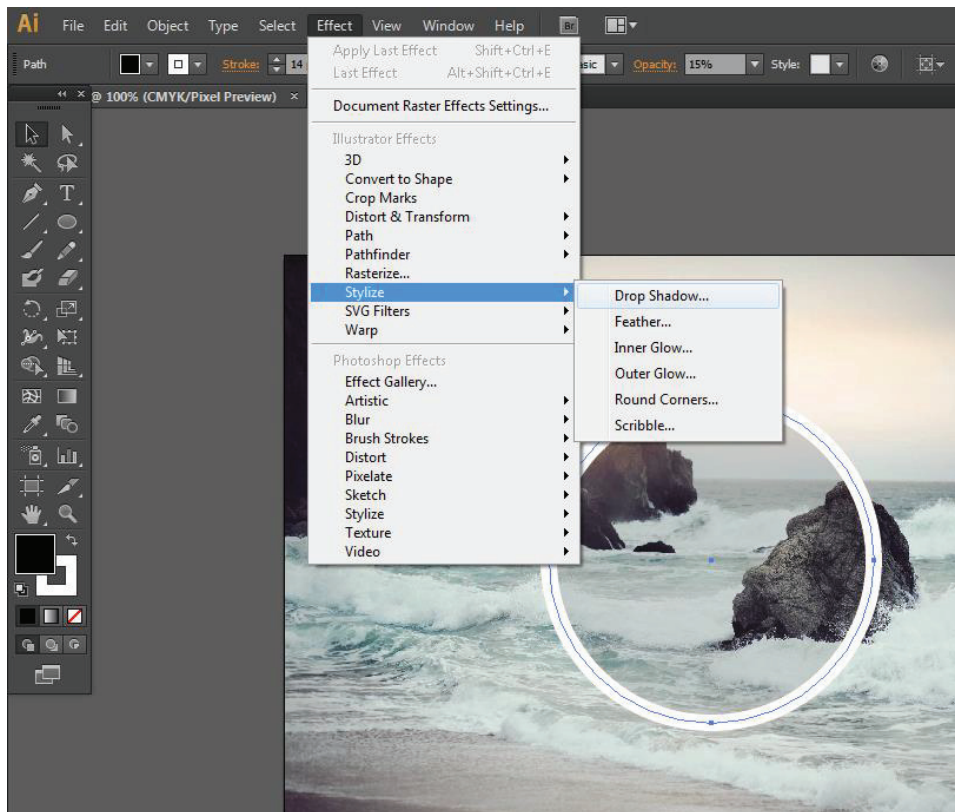 Ai File Edit Object Type Select Effect View Window Help Br
Path Stroke: 14 Opacity: 15% Style:
@ 100% (CMYK/Pixel Preview) ×
Apply Last Effect Shift+Ctrl+E
Last Effect Alt+Shift+Ctrl+E
Document Raster Effects Settings...
Illustrator Effects
3D
Convert to Shape
Crop Marks
Distort & Transform
Path
Pathfinder
Rasterize...
Stylize
SVG Filters
Warp
Photoshop Effects
Effect Gallery...
Artistic
Blur
Brush Strokes
Distort
Pixelate
Sketch
Stylize
Texture
Video
Drop Shadow...
Feather...
Inner Glow...
Outer Glow...
Round Corners...
Scribble...
T